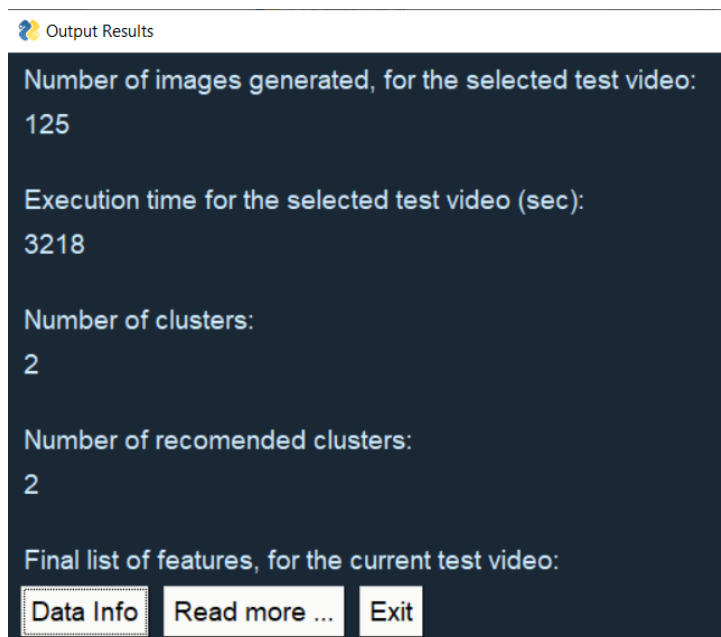 Output Results
Number of images generated, for the selected test video:
125
Execution time for the selected test video (sec):
3218
Number of clusters:
2
Number of recomended clusters:
2
Final list of features, for the current test video:
Data Info Read more ... Exit